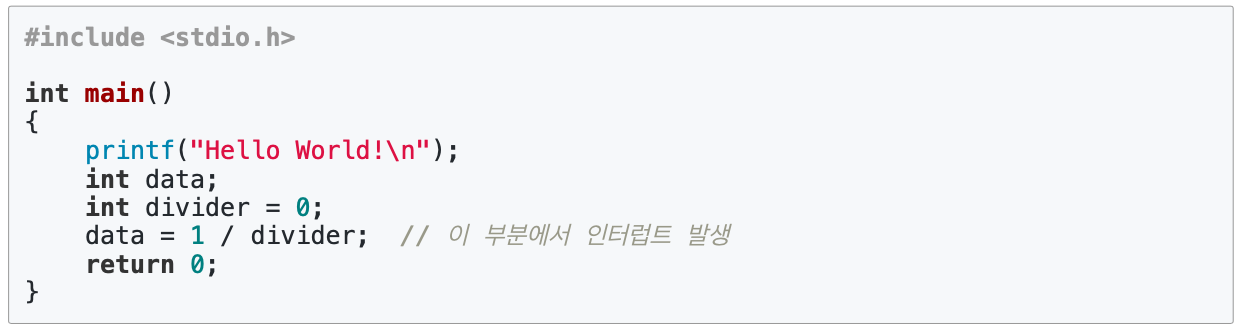 #include <stdio.h>
int main()
{
    printf("Hello World!\n");
    int data;
    int divider = 0;
    data = 1 / divider;  // 이 부분에서 인터럽트 발생
    return 0;
}